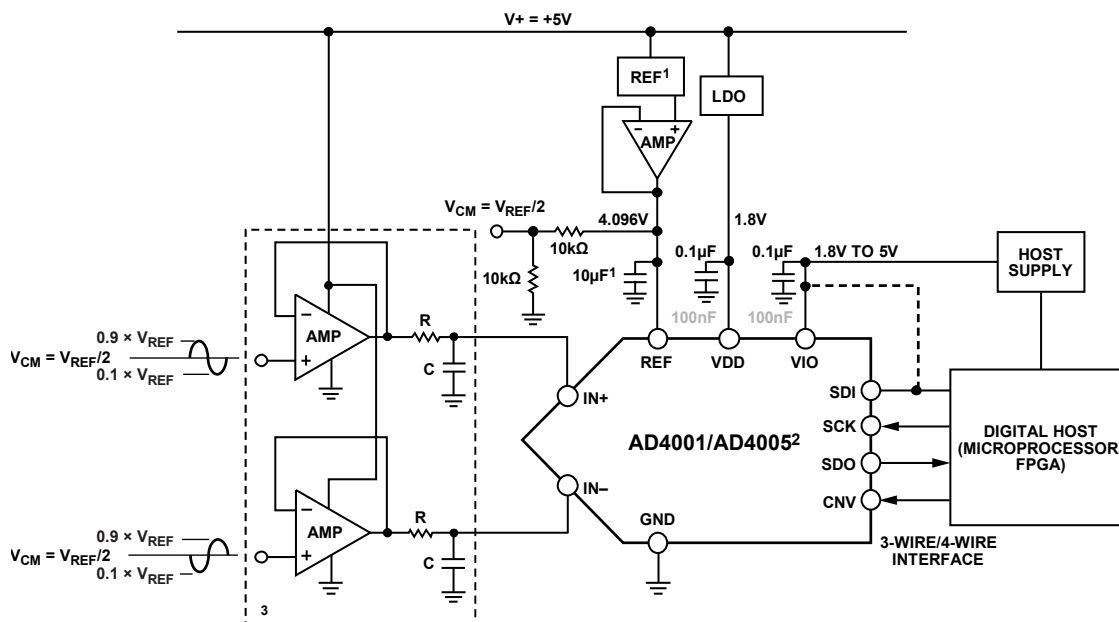 V+ = +5V
REF1
LDO
− +
AMP
VCM = VREF/2
4.096V
1.8V
10kΩ
10kΩ
10µF1
0.1µF
0.1µF
1.8V TO 5V
HOST
SUPPLY
100nF
100nF
0.9 × VREF
VCM = VREF/2
0.1 × VREF
−
AMP
+
R
C
REF
VDD
VIO
IN+
SDI
SCK
SDO
CNV
AD4001/AD40052
DIGITAL HOST
(MICROPROCESSOR
FPGA)
IN−
GND
3-WIRE/4-WIRE
INTERFACE
0.9 × VREF
VCM = VREF/2
0.1 × VREF
−
AMP
+
R
C
3